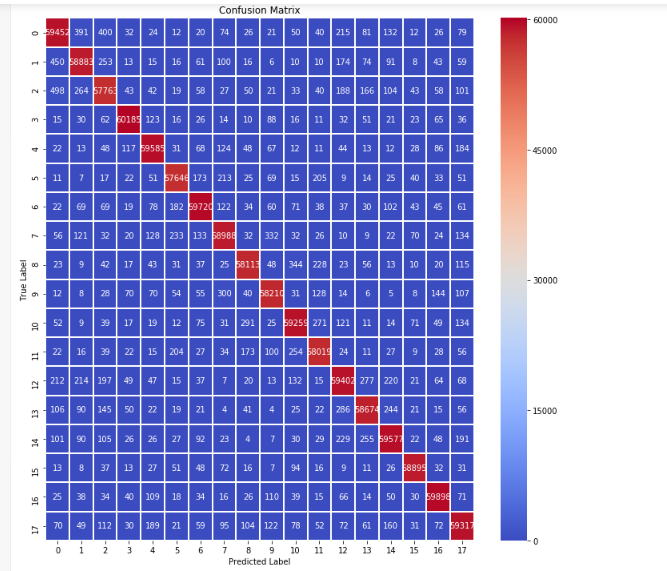 Confusion Matrix
0 59452 391 400 32 24 12 20 74 26 21 50 40 215 81 132 12 26 79
1 450 58883 253 13 15 16 61 100 16 6 10 10 174 74 91 8 43 59
2 498 264 57763 43 42 19 58 27 50 21 33 40 188 166 104 43 58 101
3 15 30 62 60185 123 16 26 14 10 88 16 11 32 51 21 23 65 36
4 22 13 48 117 59585 31 68 124 48 67 12 11 44 13 12 28 86 184
5 11 7 17 22 51 57646 173 213 25 69 15 205 9 14 25 40 33 51
6 22 69 69 19 78 182 59720 122 34 60 71 38 37 30 102 43 45 61
7 56 121 32 20 128 233 133 58988 32 332 32 26 10 9 22 70 24 134
8 23 9 42 17 43 31 37 25 58113 48 344 228 23 56 13 10 20 115
9 12 8 28 70 70 54 55 300 40 58210 31 128 14 6 5 8 144 107
10 52 9 39 17 19 12 75 31 291 25 59259 271 121 11 14 71 49 134
11 22 16 39 22 15 204 27 34 173 100 254 58019 24 11 27 9 28 56
12 212 214 197 49 47 15 37 7 20 13 132 15 59402 277 220 21 64 68
13 106 90 145 50 22 19 21 4 41 4 25 22 286 58674 244 21 15 56
14 101 90 105 26 26 27 92 23 4 7 30 29 229 255 59577 22 48 191
15 13 8 37 13 27 51 48 72 16 7 94 16 9 11 26 58895 32 31
16 25 38 34 40 109 18 34 16 26 110 39 15 66 14 50 30 59898 71
17 70 49 112 30 189 21 59 95 104 122 78 52 72 61 160 31 72 59317
0 1 2 3 4 5 6 7 8 9 10 11 12 13 14 15 16 17
Predicted Label
True Label
60000
45000
30000
15000
0